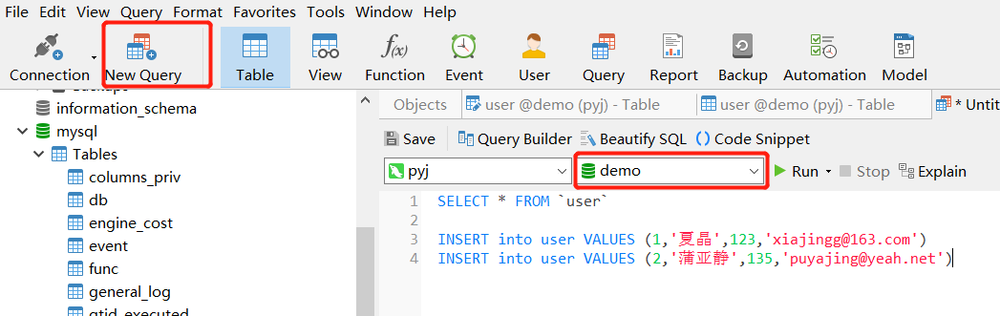 File Edit View Query Format Favorites Tools Window Help
Connection New Query Table View Function Event User Query Report Backup Automation Model
f(x)
information_schema
mysql
Tables
columns_priv
db
engine_cost
event
func
general_log
gtid_executed
Objects user @demo (pyj) - Table user @demo (pyj) - Table * Untit
Save Query Builder Beautify SQL () Code Snippet
pyj demo Run Stop Explain
1 SELECT * FROM `user`
2
3 INSERT into user VALUES (1,'夏晶',123,'xiajingg@163.com')
4 INSERT into user VALUES (2,'蒲亚静',135,'puyajing@yeah.net')